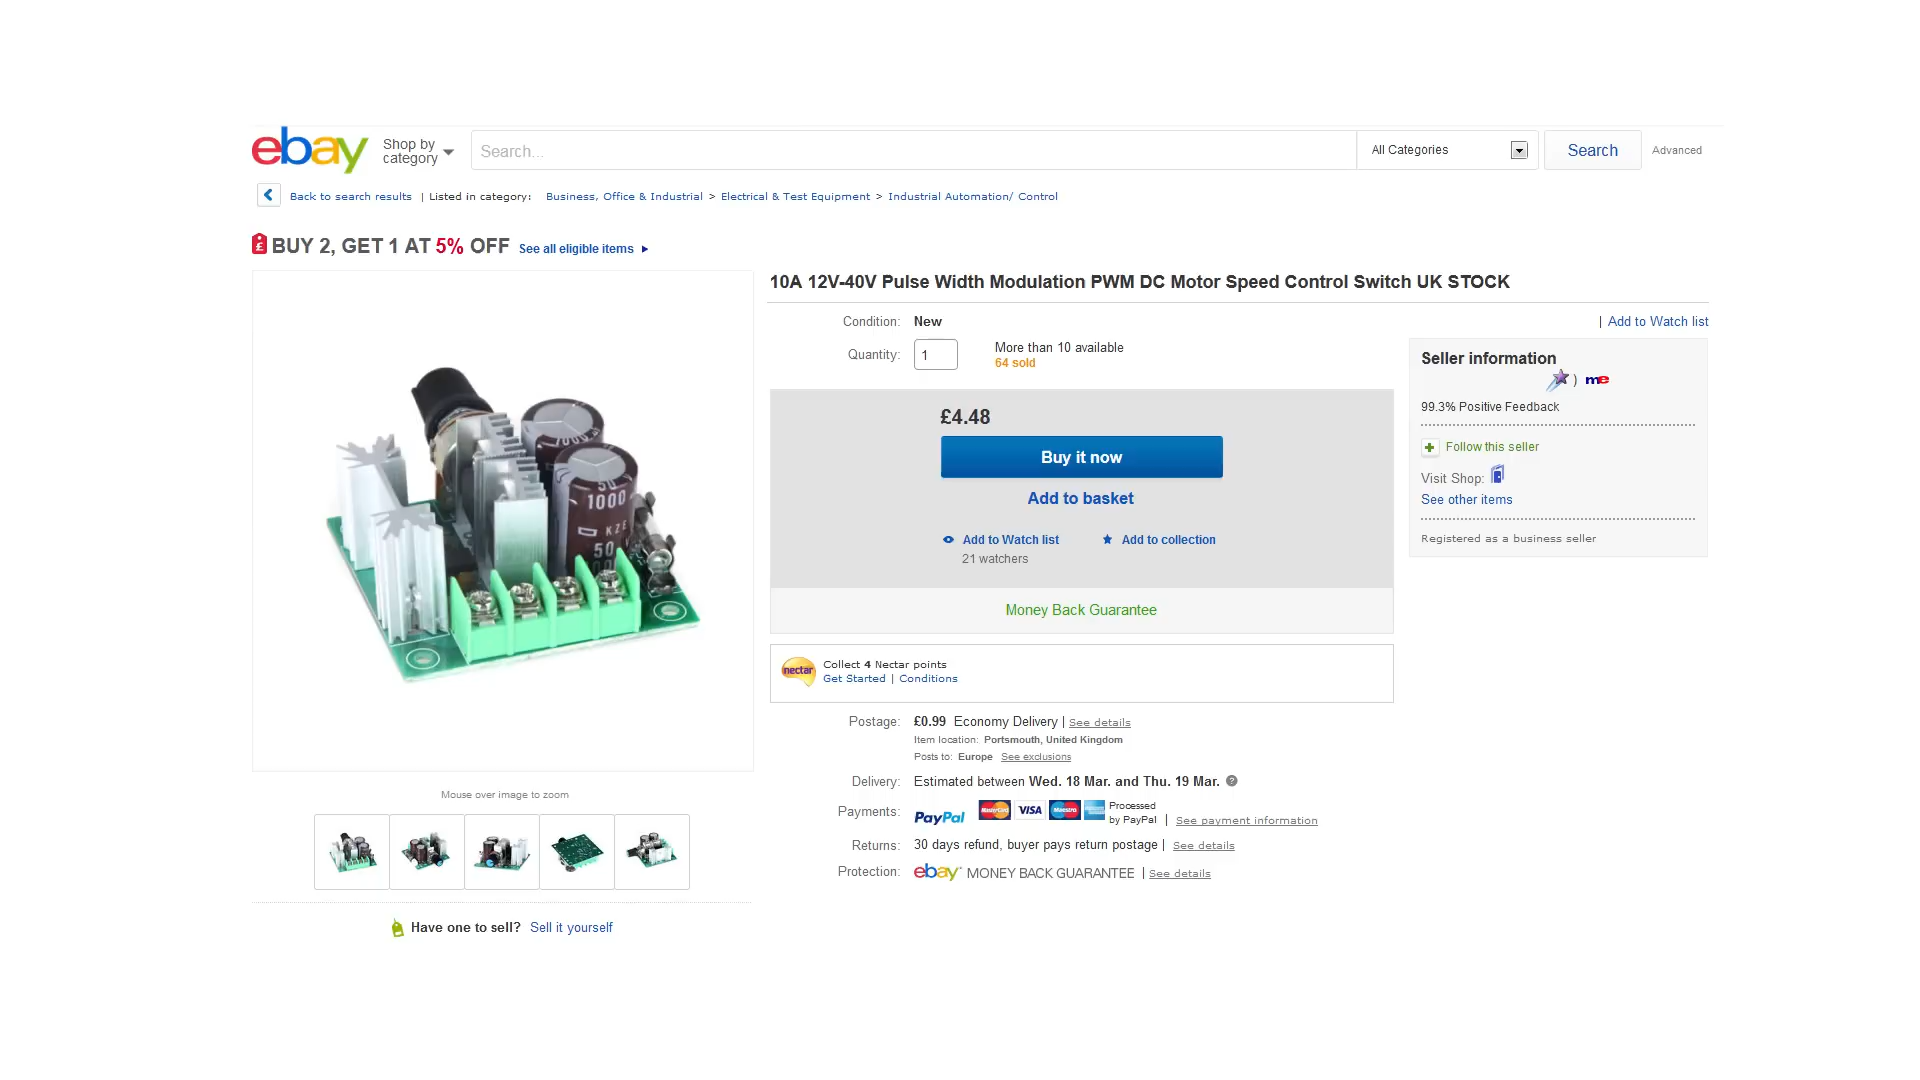 ebay
Shop by category
Search...
All Categories
Search
Advanced
Back to search results | Listed in category: Business, Office & Industrial > Electrical & Test Equipment > Industrial Automation/ Control
BUY 2, GET 1 AT 5% OFF See all eligible items
10A 12V-40V Pulse Width Modulation PWM DC Motor Speed Control Switch UK STOCK
Condition: New
| Add to Watch list
Quantity: 1
More than 10 available
64 sold
£4.48
Buy it now
Add to basket
Add to Watch list
Add to collection
21 watchers
Money Back Guarantee
Seller information
) me
99.3% Positive Feedback
Follow this seller
Visit Shop:
See other items
Registered as a business seller
1000
50
1000
KZE
50
nectar
Collect 4 Nectar points
Get Started | Conditions
Postage: £0.99 Economy Delivery | See details
Item location: Portsmouth, United Kingdom
Posts to: Europe See exclusions
Delivery: Estimated between Wed. 18 Mar. and Thu. 19 Mar. ?
Payments: PayPal MasterCard VISA Maestro Processed by PayPal | See payment information
Returns: 30 days refund, buyer pays return postage | See details
Protection: ebay MONEY BACK GUARANTEE | See details
Mouse over image to zoom
Have one to sell? Sell it yourself